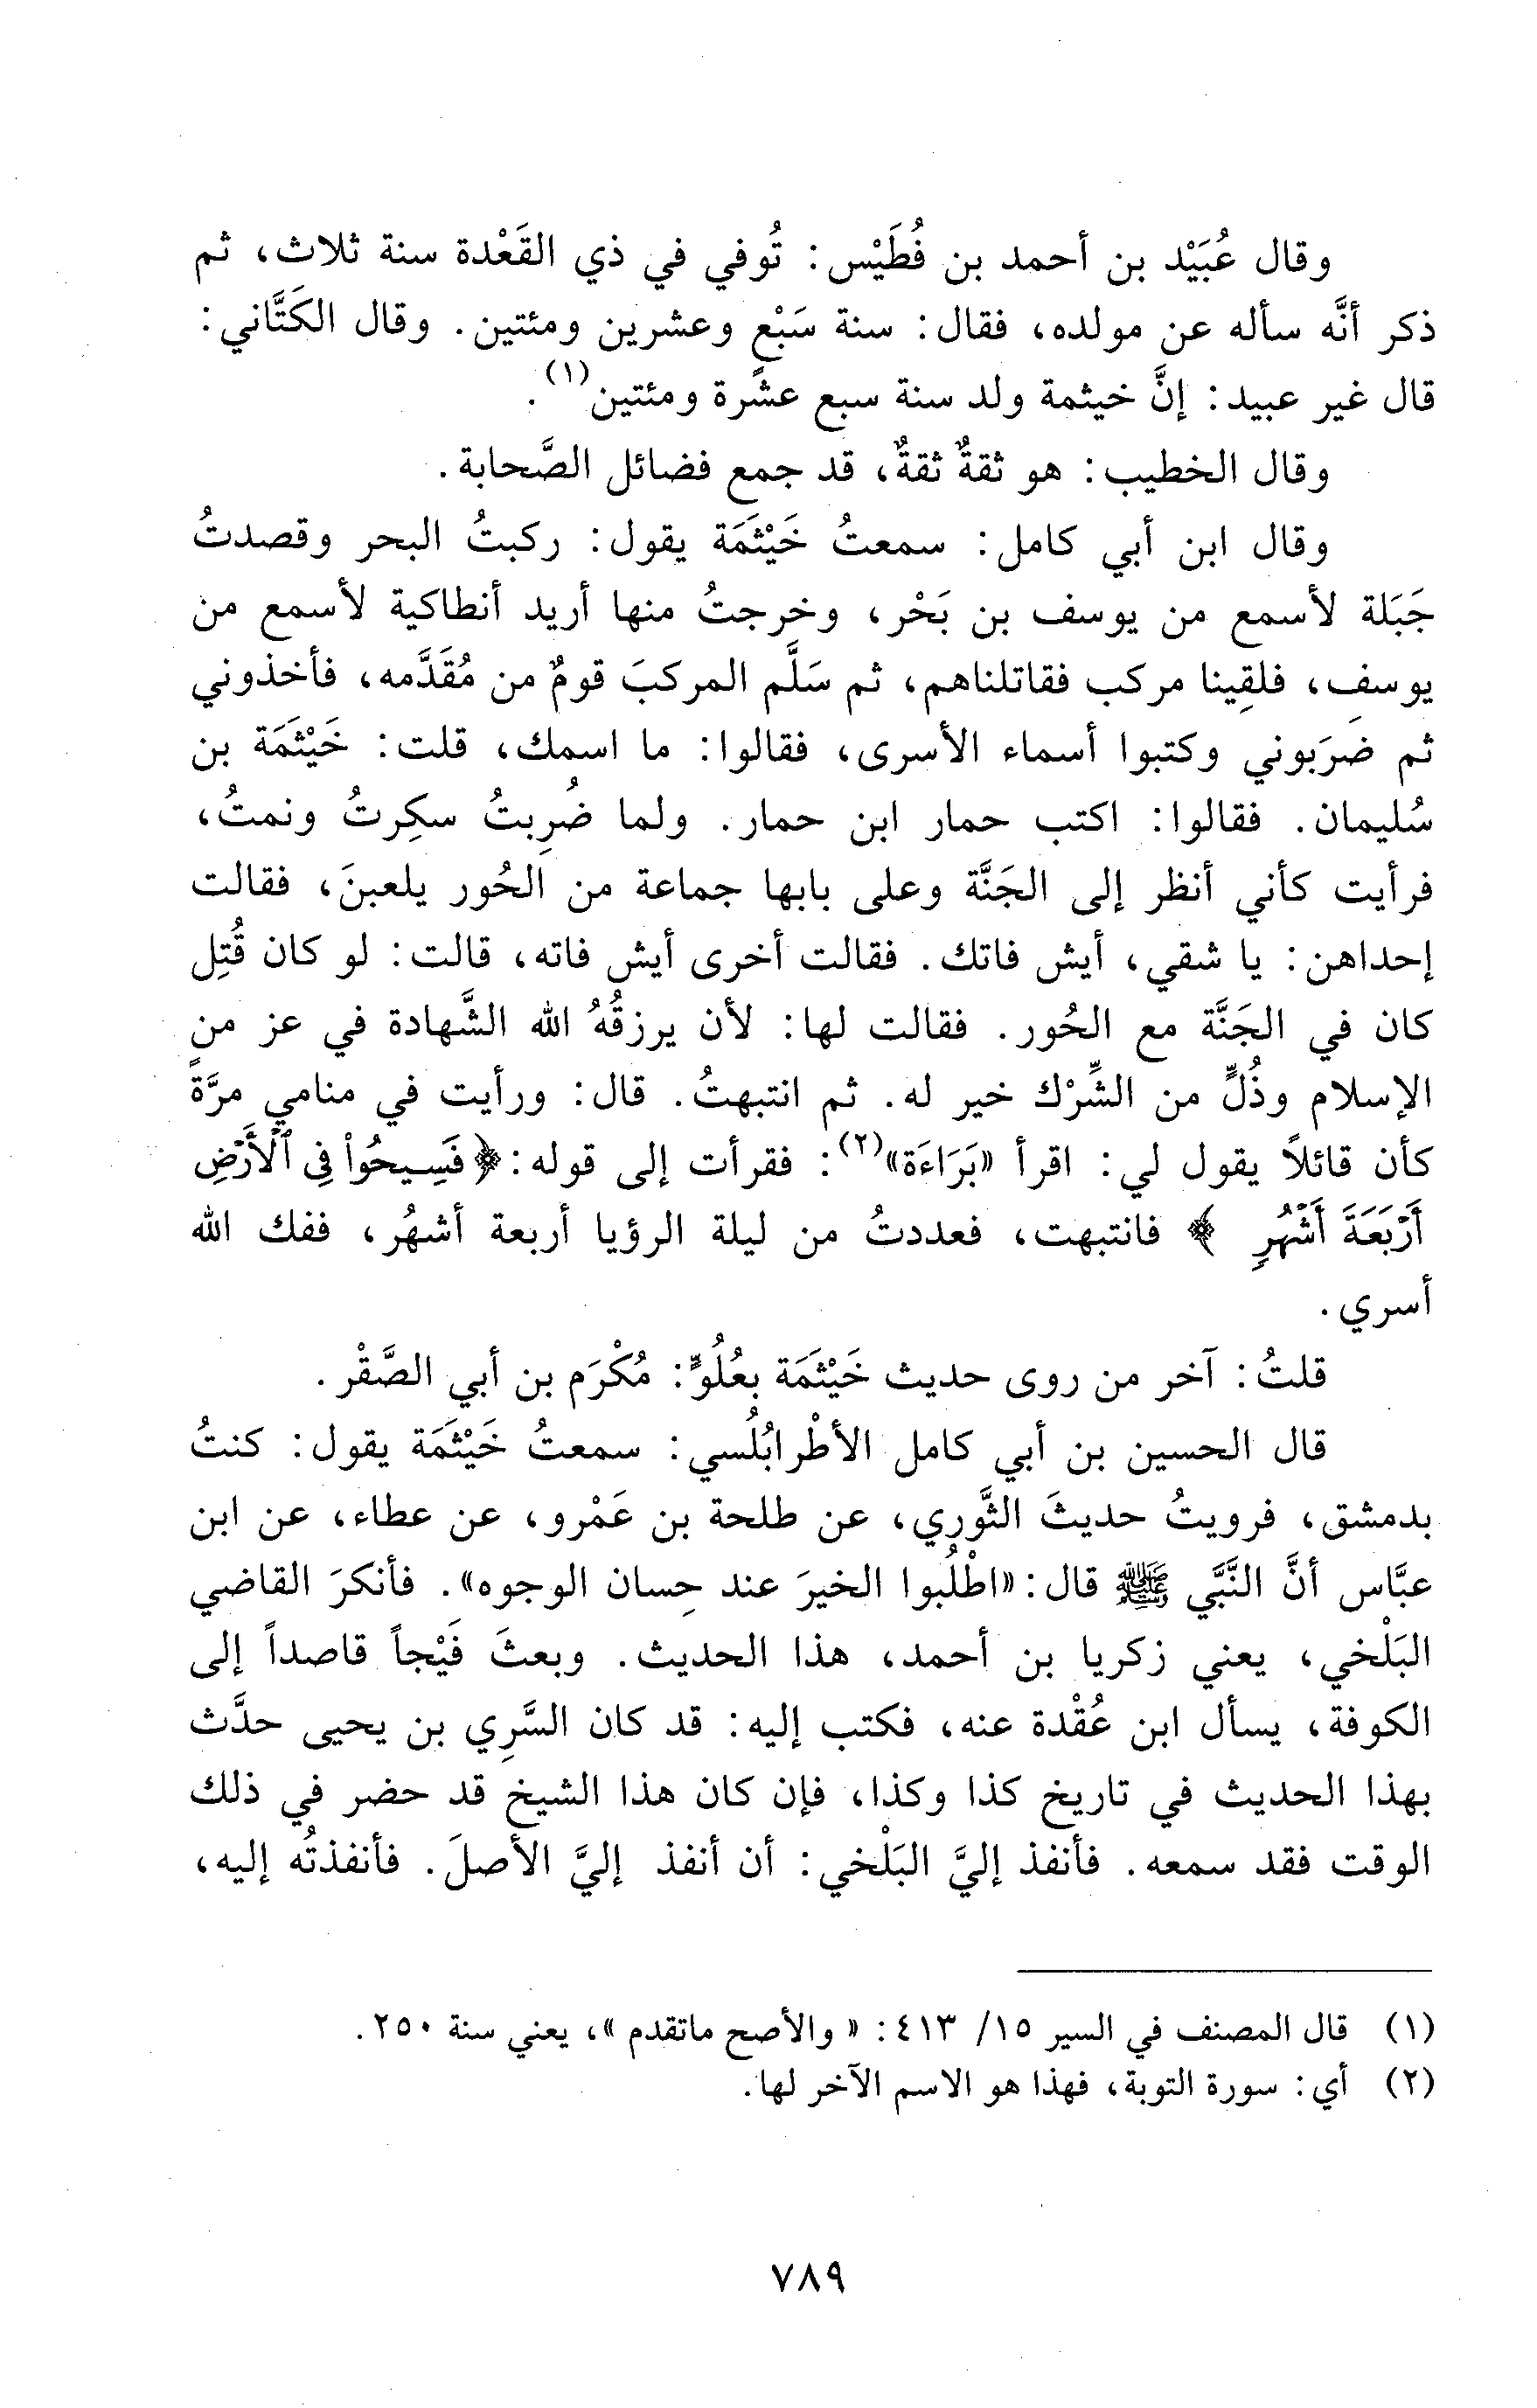 وقال عُبَيْد بن أحمد بن فُطَيْس: تُوفي في ذي القَعْدة سنة ثلاث، ثم
ذكر أنَّه سأله عن مولده، فقال: سنة سَبْعٍ وعشرين ومئتين. وقال الكَتَّاني:
قال غير عبيد: إنَّ خيثمة ولد سنة سبع عشرة ومئتين(١).
وقال الخطيب: هو ثقةٌ ثقةٌ، قد جمع فضائل الصَّحابة.
وقال ابن أبي كامل: سمعتُ خَيْثَمَة يقول: ركبتُ البحر وقصدتُ
جَبَلة لأسمع من يوسف بن بَحْر، وخرجتُ منها أريد أنطاكية لأسمع من
يوسف، فلقِينا مركب فقاتلناهم، ثم سَلَّم المركبَ قومٌ من مُقَدَّمه، فأخذوني
ثم ضرَبوني وكتبوا أسماء الأسرى، فقالوا: ما اسمك، قلت: خَيْثَمَة بن
سُليمان. فقالوا: اكتب حمار ابن حمار. ولما ضُرِبتُ سكِرتُ ونمتُ،
فرأيت كأني أنظر إلى الجَنَّة وعلى بابها جماعة من الحُور يلعبنَ، فقالت
إحداهن: يا شقي، أيش فاتك. فقالت أخرى أيش فاته، قالت: لو كان قُتِل
كان في الجَنَّة مع الحُور. فقالت لها: لأن يرزقُهُ الله الشَّهادة في عز من
الإسلام وذُلٍّ من الشِّرْك خير له. ثم انتبهتُ. قال: ورأيت في منامي مرَّةً
كأن قائلاً يقول لي: اقرأ «بَرَاءَة»(٢): فقرأت إلى قوله: ﴿فَسِيحُواْ فِى ٱلْأَرْضِ
أَرْبَعَةَ أَشْهُرٍ ﴾ فانتبهت، فعددتُ من ليلة الرؤيا أربعة أشهُر، ففك الله
أسري.
قلتُ: آخر من روى حديث خَيْثَمَة بعُلُوٍّ: مُكْرَم بن أبي الصَّقْر.
قال الحسين بن أبي كامل الأطْرابُلُسي: سمعتُ خَيْثَمَة يقول: كنتُ
بدمشق، فرويتُ حديثَ الثَّوري، عن طلحة بن عَمْرو، عن عطاء، عن ابن
عبَّاس أنَّ النَّبَّي ﷺ قال: «اطْلُبوا الخيرَ عند حِسان الوجوه». فأنكرَ القاضي
البَلْخي، يعني زكريا بن أحمد، هذا الحديث. وبعثَ فَيْجاً قاصداً إلى
الكوفة، يسأل ابن عُقْدة عنه، فكتب إليه: قد كان السَّرِي بن يحيى حدَّث
بهذا الحديث في تاريخ كذا وكذا، فإن كان هذا الشيخ قد حضر في ذلك
الوقت فقد سمعه. فأنفذ إليَّ البَلْخي: أن أنفذ إليَّ الأصلَ. فأنفذتُه إليه،
(١) قال المصنف في السير ١٥/ ٤١٣: « والأصح ماتقدم »، يعني سنة ٢٥٠.
(٢) أي: سورة التوبة، فهذا هو الاسم الآخر لها.
٧٨٩